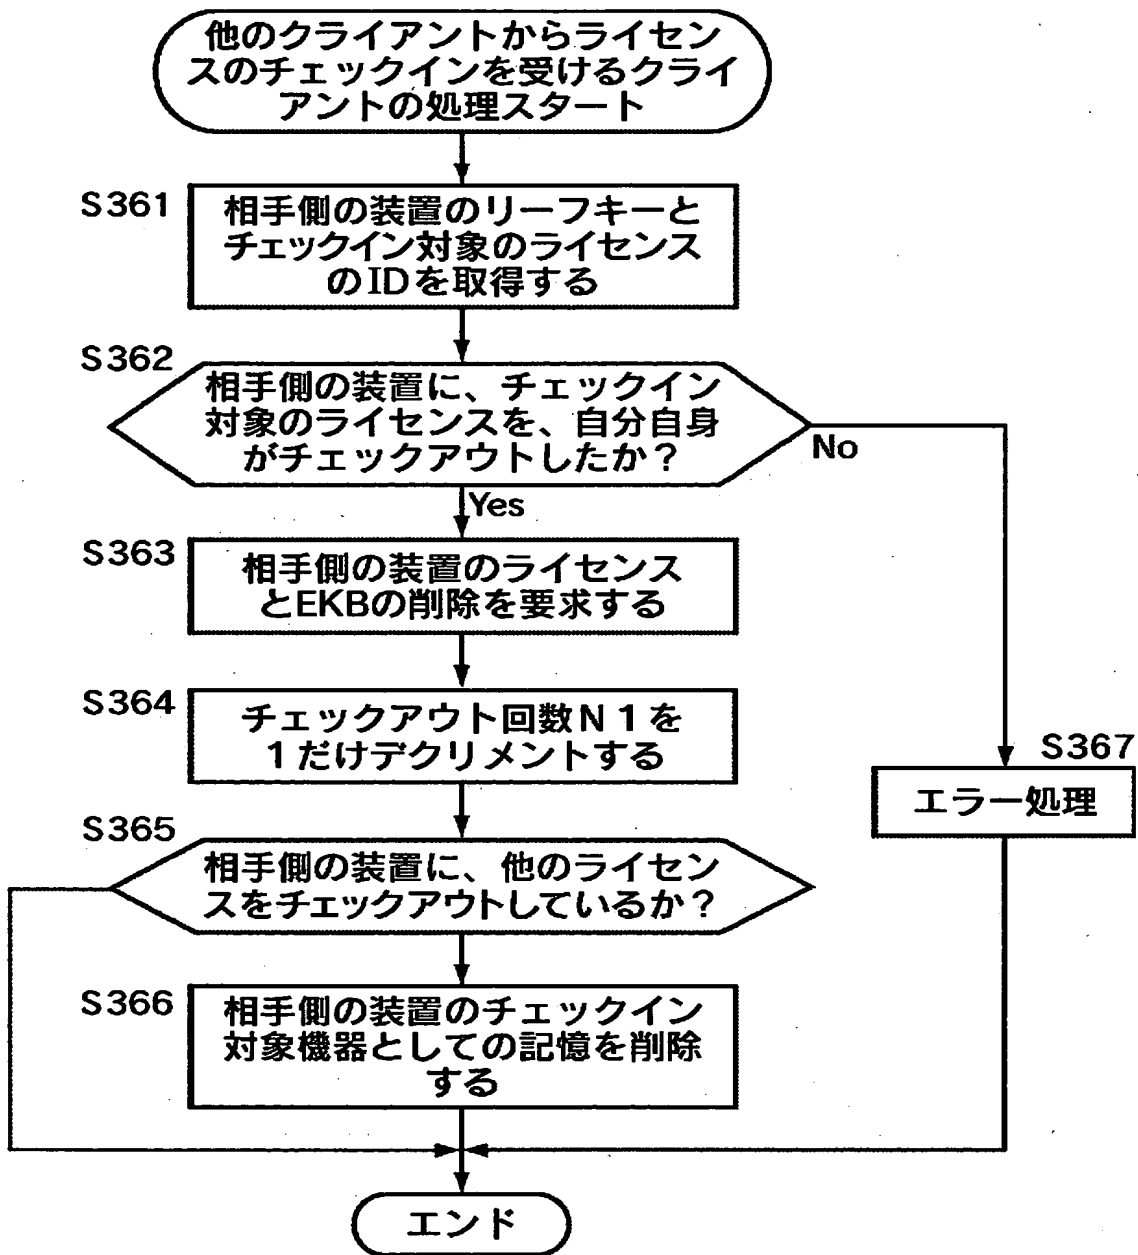 他のクライアントからライセン
スのチェックインを受けるクライ
アントの処理スタート
S361
相手側の装置のリーフキーと
チェックイン対象のライセンス
のIDを取得する
S362
相手側の装置に、チェックイン
対象のライセンスを、自分自身
がチェックアウトしたか？
No
Yes
S363
相手側の装置のライセンス
とEKBの削除を要求する
S364
チェックアウト回数N1を
1だけデクリメントする
S367
エラー処理
S365
相手側の装置に、他のライセン
スをチェックアウトしているか？
S366
相手側の装置のチェックイン
対象機器としての記憶を削除
する
エンド